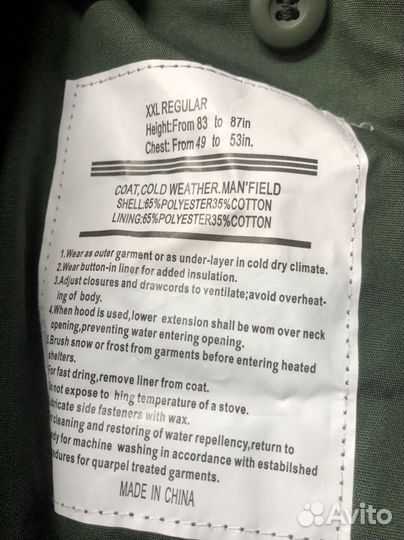 XXL REGULAR
Height:From 83 to 87in
Chest: From 49 to 53in.
COAT,COLD WEATHER.MAN'FIELD
SHELL:65%POLYESTER35%COTTON
LINING:65%POLYESTER35%COTTON
1.Wear as outer garment or as under-layer in cold dry climate.
2.Wear button-in liner for added insulation.
3.Adjust closures and drawcords to ventilate;avoid overheat-
ing of body.
4.When hood is used,lower extension shall be wom over neck
opening,preventing water entering opening.
5.Brush snow or frost from garments before entering heated
shelters.
For fast dring,remove liner from coat.
Do not expose to hing temperature of a stove.
side fasteners with wax.
cleaning and restoring of water repellency,return to
for machine washing in accordance with estabilshed
for quarpel treated garments.
MADE IN CHINA
Avito